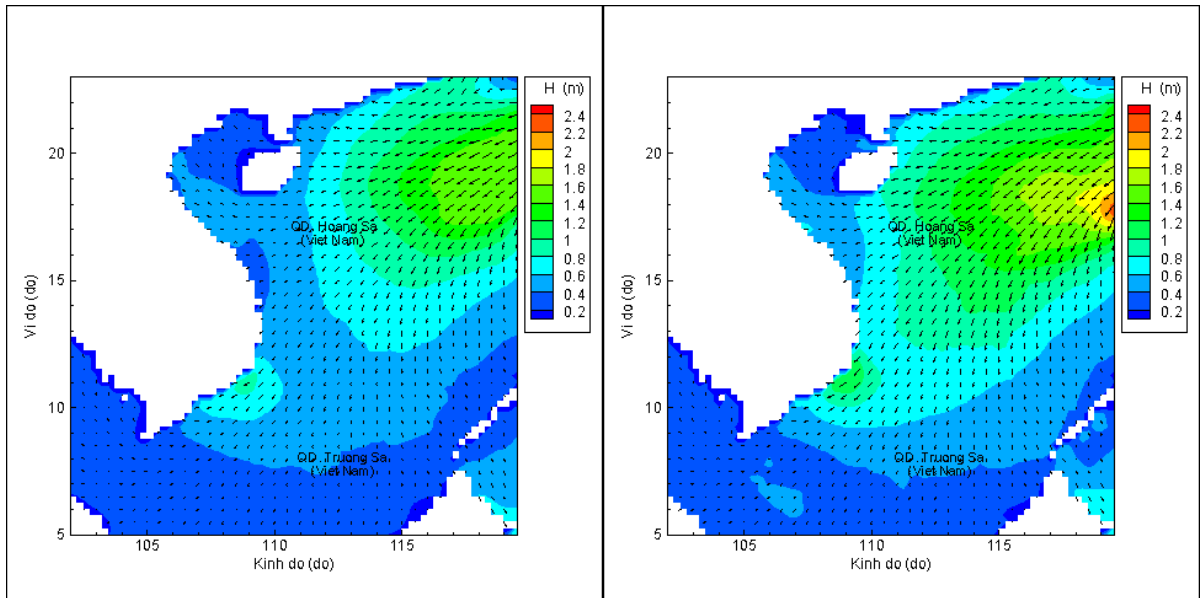 H (m)
2.4
2.2
2
1.8
1.6
1.4
1.2
1
0.8
0.6
0.4
0.2
20
15
10
5
105
110
115
Vi do (do)
Kinh do (do)
QD. Hoang Sa
(Viet Nam)
QD. Truong Sa
(Viet Nam)
H (m)
2.4
2.2
2
1.8
1.6
1.4
1.2
1
0.8
0.6
0.4
0.2
20
15
10
5
105
110
115
Vi do (do)
Kinh do (do)
QD. Hoang Sa
(Viet Nam)
QD. Truong Sa
(Viet Nam)